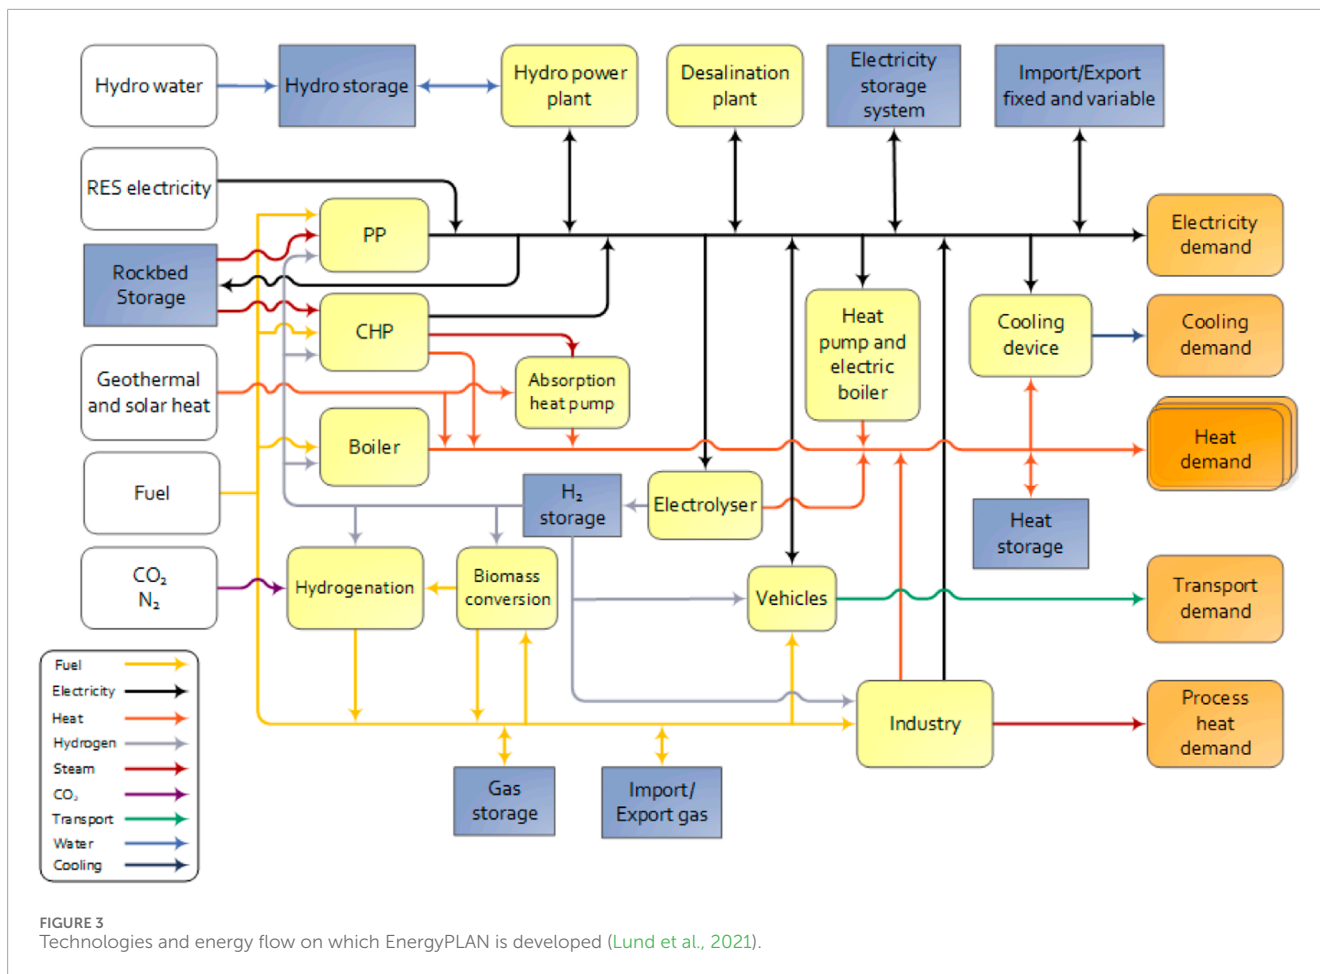 Hydro water
Hydro storage
Hydro power
plant
Desalination
plant
Electricity
storage
system
Import/Export
fixed and variable
RES electricity
PP
Electricity
demand
Rockbed
Storage
CHP
Heat
pump and
electric
boiler
Cooling
device
Cooling
demand
Geothermal
and solar heat
Absorption
heat pump
Boiler
Heat
demand
Fuel
H₂
storage
Electrolyser
Heat
storage
CO₂
N₂
Hydrogenation
Biomass
conversion
Vehicles
Transport
demand
Fuel
Electricity
Heat
Hydrogen
Steam
CO₂
Transport
Water
Cooling
Industry
Process
heat
demand
Gas
storage
Import/
Export gas
FIGURE 3
Technologies and energy flow on which EnergyPLAN is developed (Lund et al., 2021).